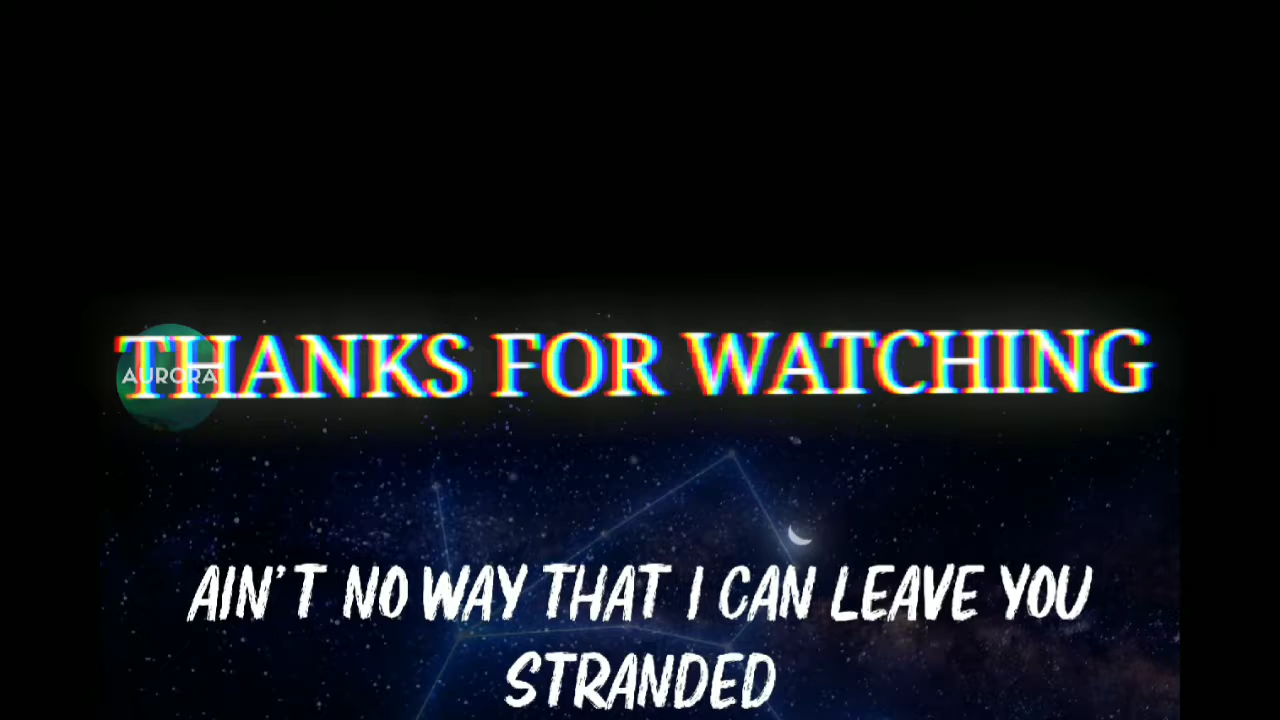 THANKS FOR WATCHING
AURORA
AIN'T NO WAY THAT I CAN LEAVE YOU
STRANDED